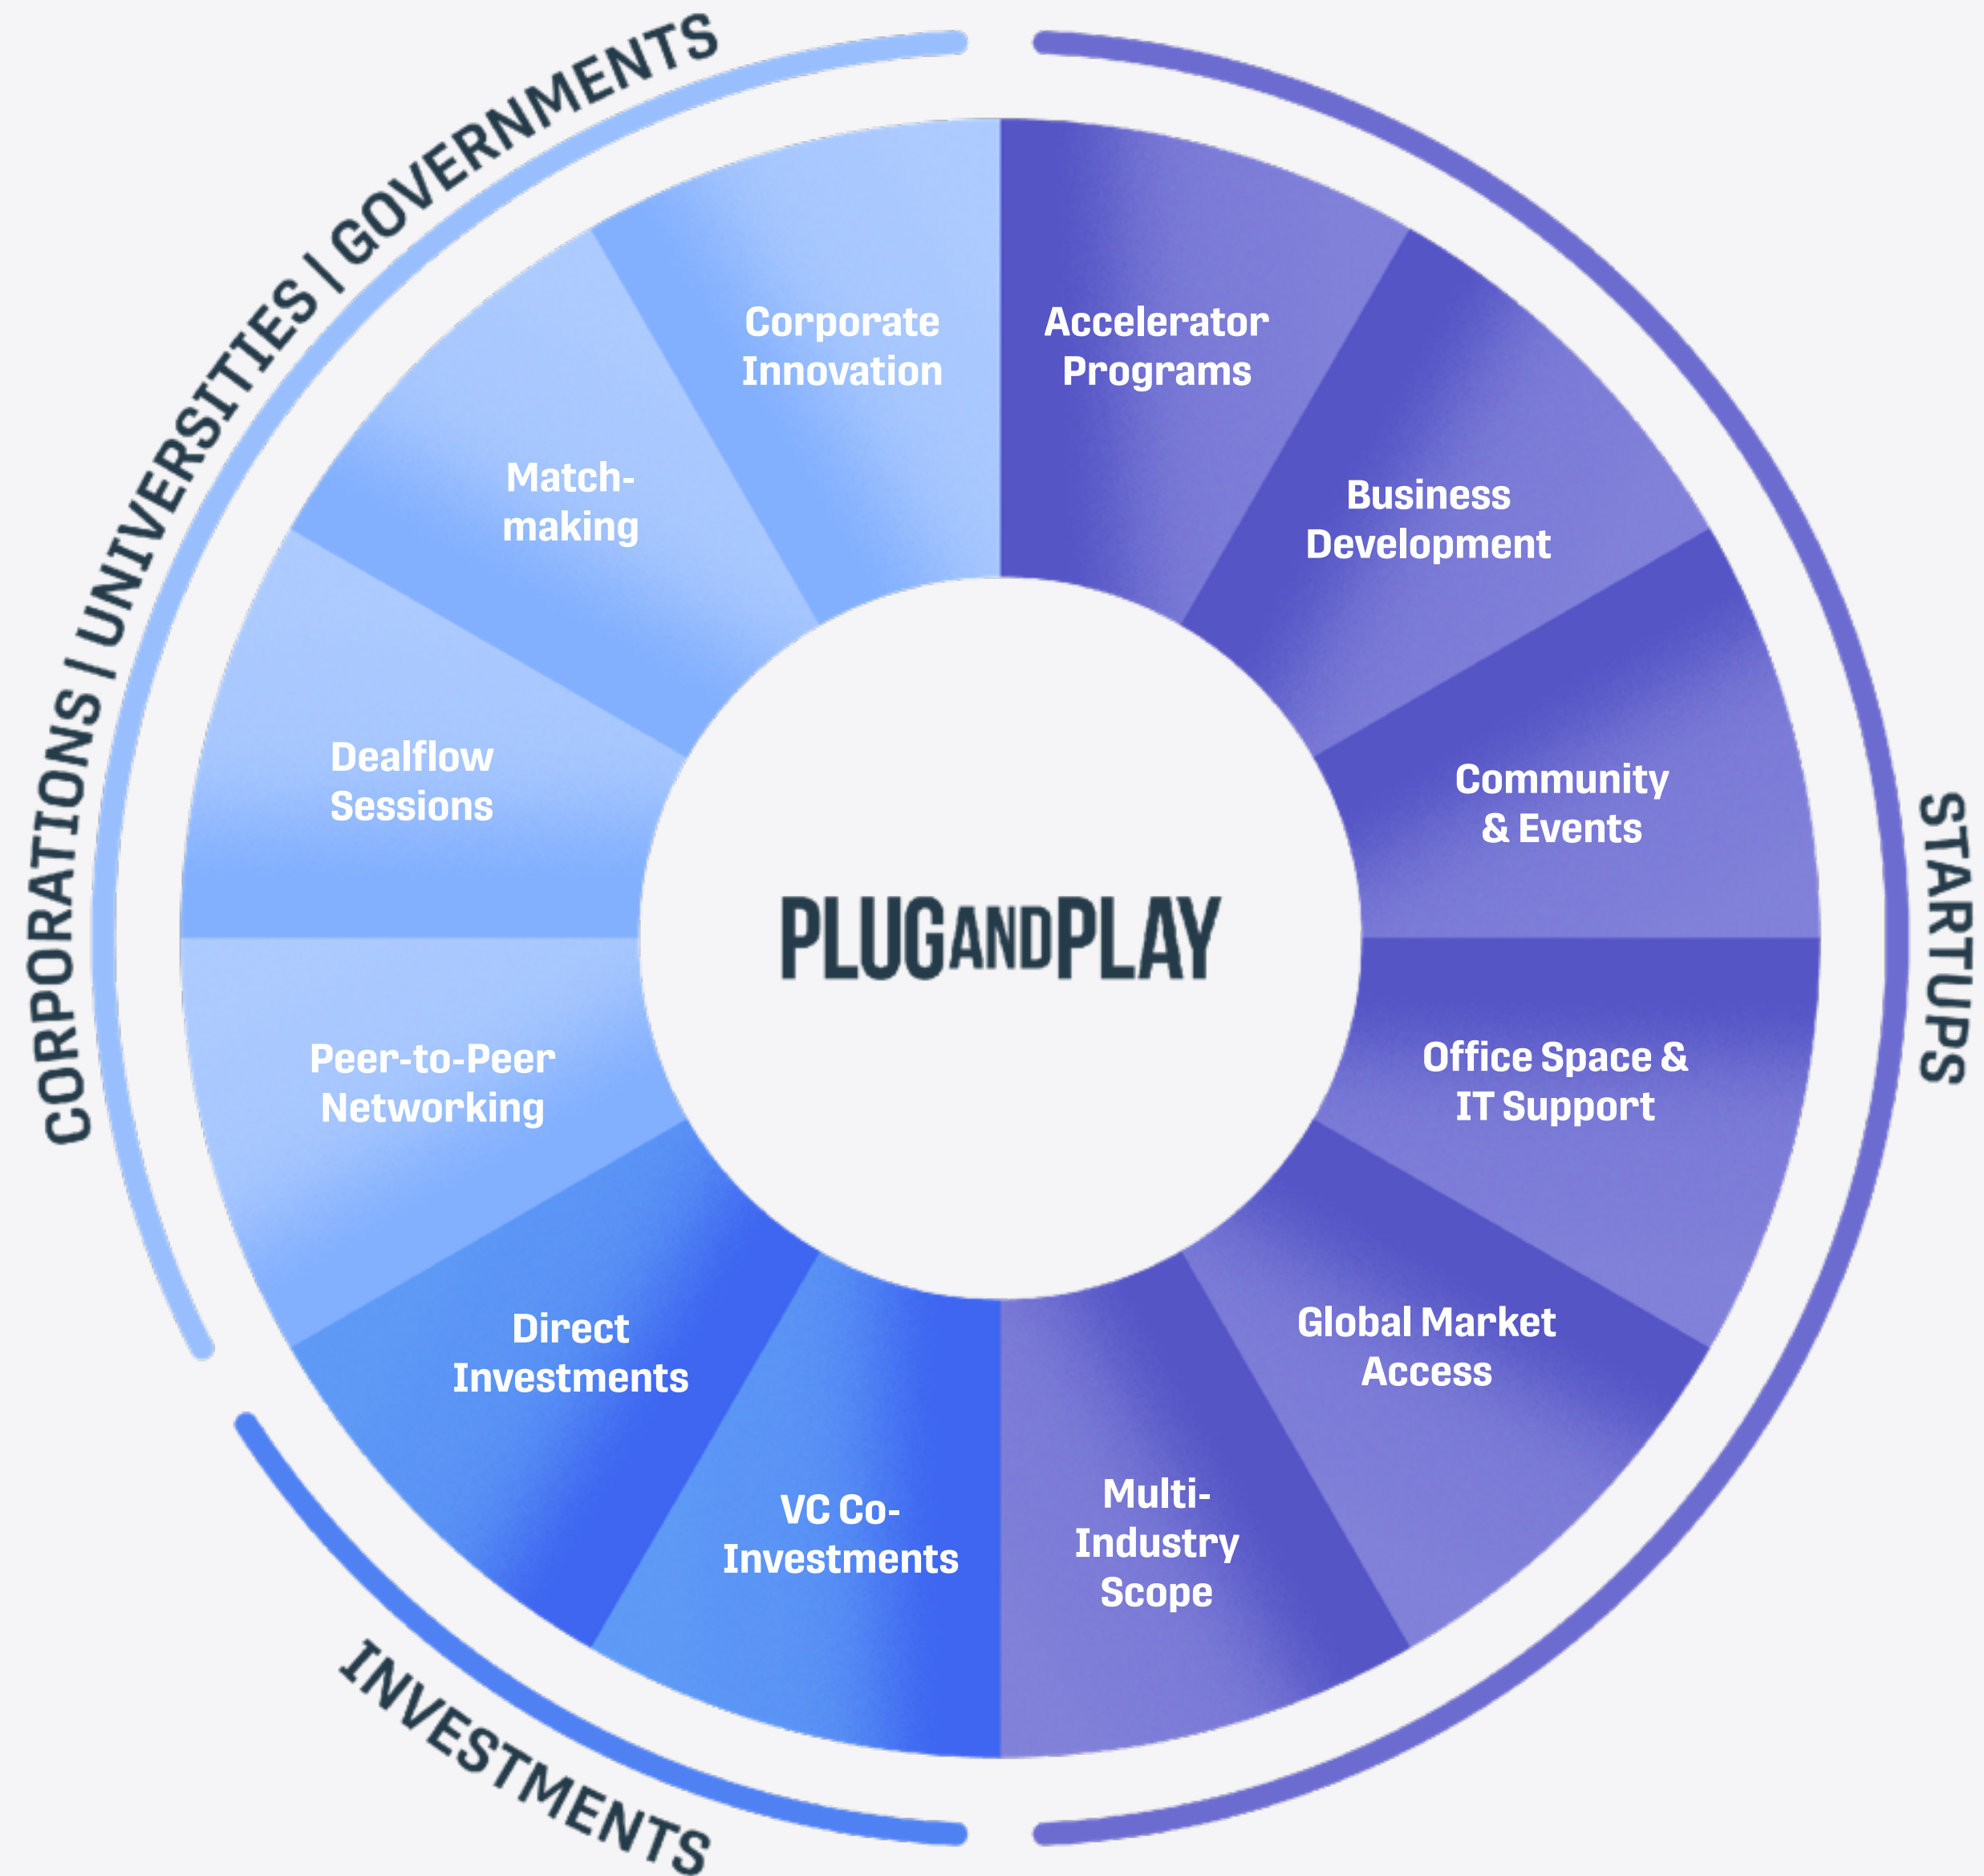 CORPORATIONS | UNIVERSITIES | GOVERNMENTS
Corporate
Innovation
Accelerator
Programs
Match-
making
Business
Development
Dealflow
Sessions
Community
& Events
STARTUPS
PLUGANDPLAY
Peer-to-Peer
Networking
Office Space &
IT Support
Direct
Investments
Global Market
Access
VC Co-
Investments
Multi-
Industry
Scope
INVESTMENTS